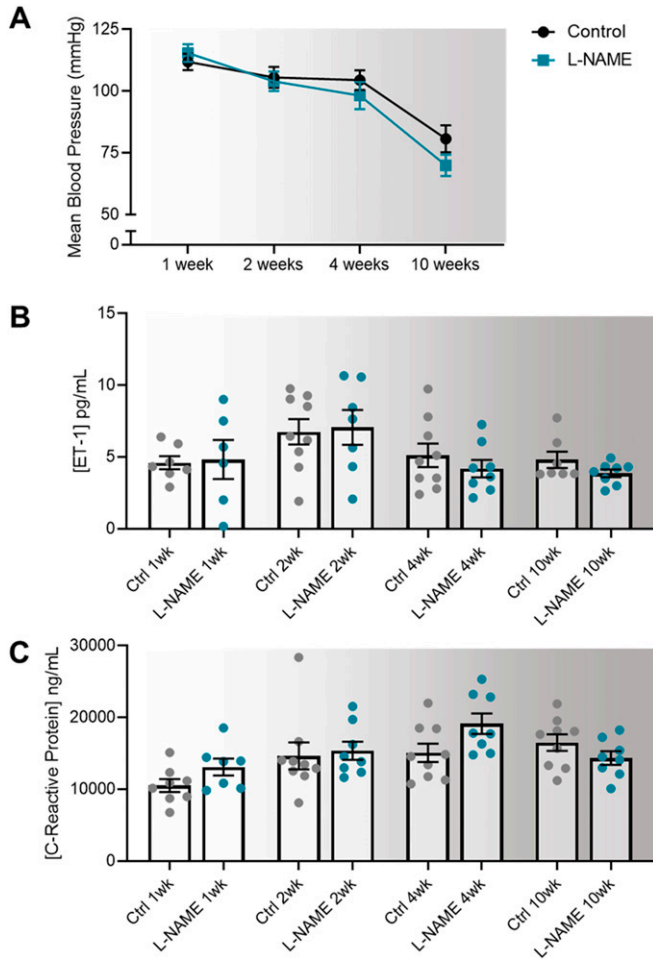 A
Mean Blood Pressure (mmHg)
125
100
75
50
0
1 week 2 weeks 4 weeks 10 weeks
Control
L-NAME
B
[ET-1] pg/mL
15
10
5
0
Ctrl 1wk L-NAME 1wk Ctrl 2wk L-NAME 2wk Ctrl 4wk L-NAME 4wk Ctrl 10wk L-NAME 10wk
C
[C-Reactive Protein] ng/mL
30000
20000
10000
0
Ctrl 1wk L-NAME 1wk Ctrl 2wk L-NAME 2wk Ctrl 4wk L-NAME 4wk Ctrl 10wk L-NAME 10wk